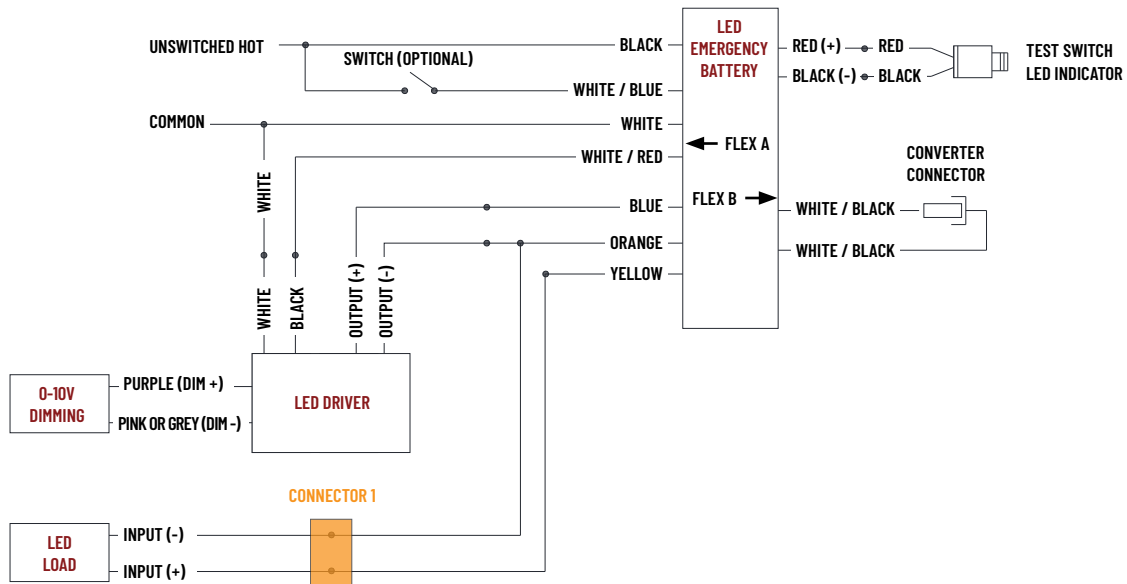 UNSWITCHED HOT
SWITCH (OPTIONAL)
BLACK
WHITE / BLUE
COMMON
WHITE
WHITE / RED
LED
EMERGENCY
BATTERY
RED (+)
RED
BLACK (-)
BLACK
TEST SWITCH
LED INDICATOR
FLEX A
FLEX B
CONVERTER
CONNECTOR
WHITE / BLACK
WHITE / BLACK
BLUE
ORANGE
YELLOW
WHITE
WHITE
BLACK
OUTPUT (+)
OUTPUT (-)
0-10V
DIMMING
PURPLE (DIM +)
PINK OR GREY (DIM -)
LED DRIVER
CONNECTOR 1
LED
LOAD
INPUT (-)
INPUT (+)